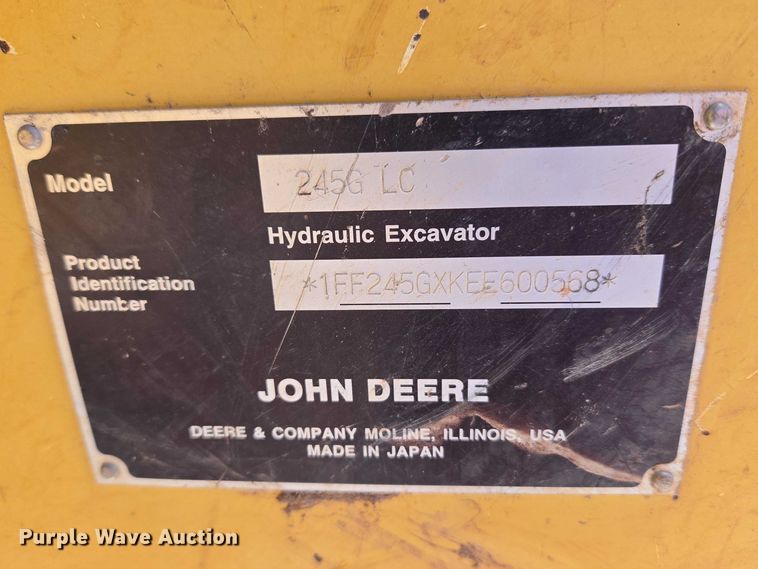 Model 245G LC
Hydraulic Excavator
Product Identification Number *1FF245GXKEE600568*
JOHN DEERE
DEERE & COMPANY MOLINE, ILLINOIS, USA
MADE IN JAPAN
Purple Wave Auction